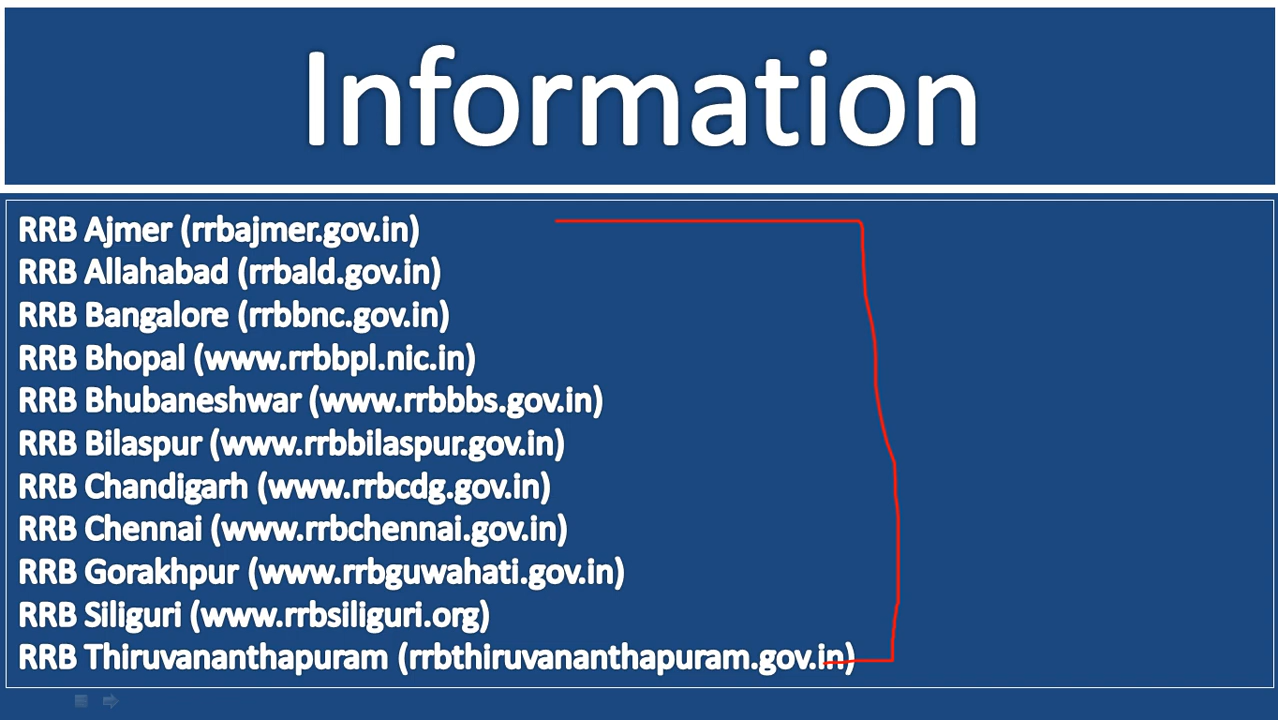 Information
RRB Ajmer (rrbajmer.gov.in)
RRB Allahabad (rrbald.gov.in)
RRB Bangalore (rrbbnc.gov.in)
RRB Bhopal (www.rrbbpl.nic.in)
RRB Bhubaneshwar (www.rrbbbs.gov.in)
RRB Bilaspur (www.rrbbilaspur.gov.in)
RRB Chandigarh (www.rrbcdg.gov.in)
RRB Chennai (www.rrbchennai.gov.in)
RRB Gorakhpur (www.rrbguwahati.gov.in)
RRB Siliguri (www.rrbsiliguri.org)
RRB Thiruvananthapuram (rrbthiruvananthapuram.gov.in)